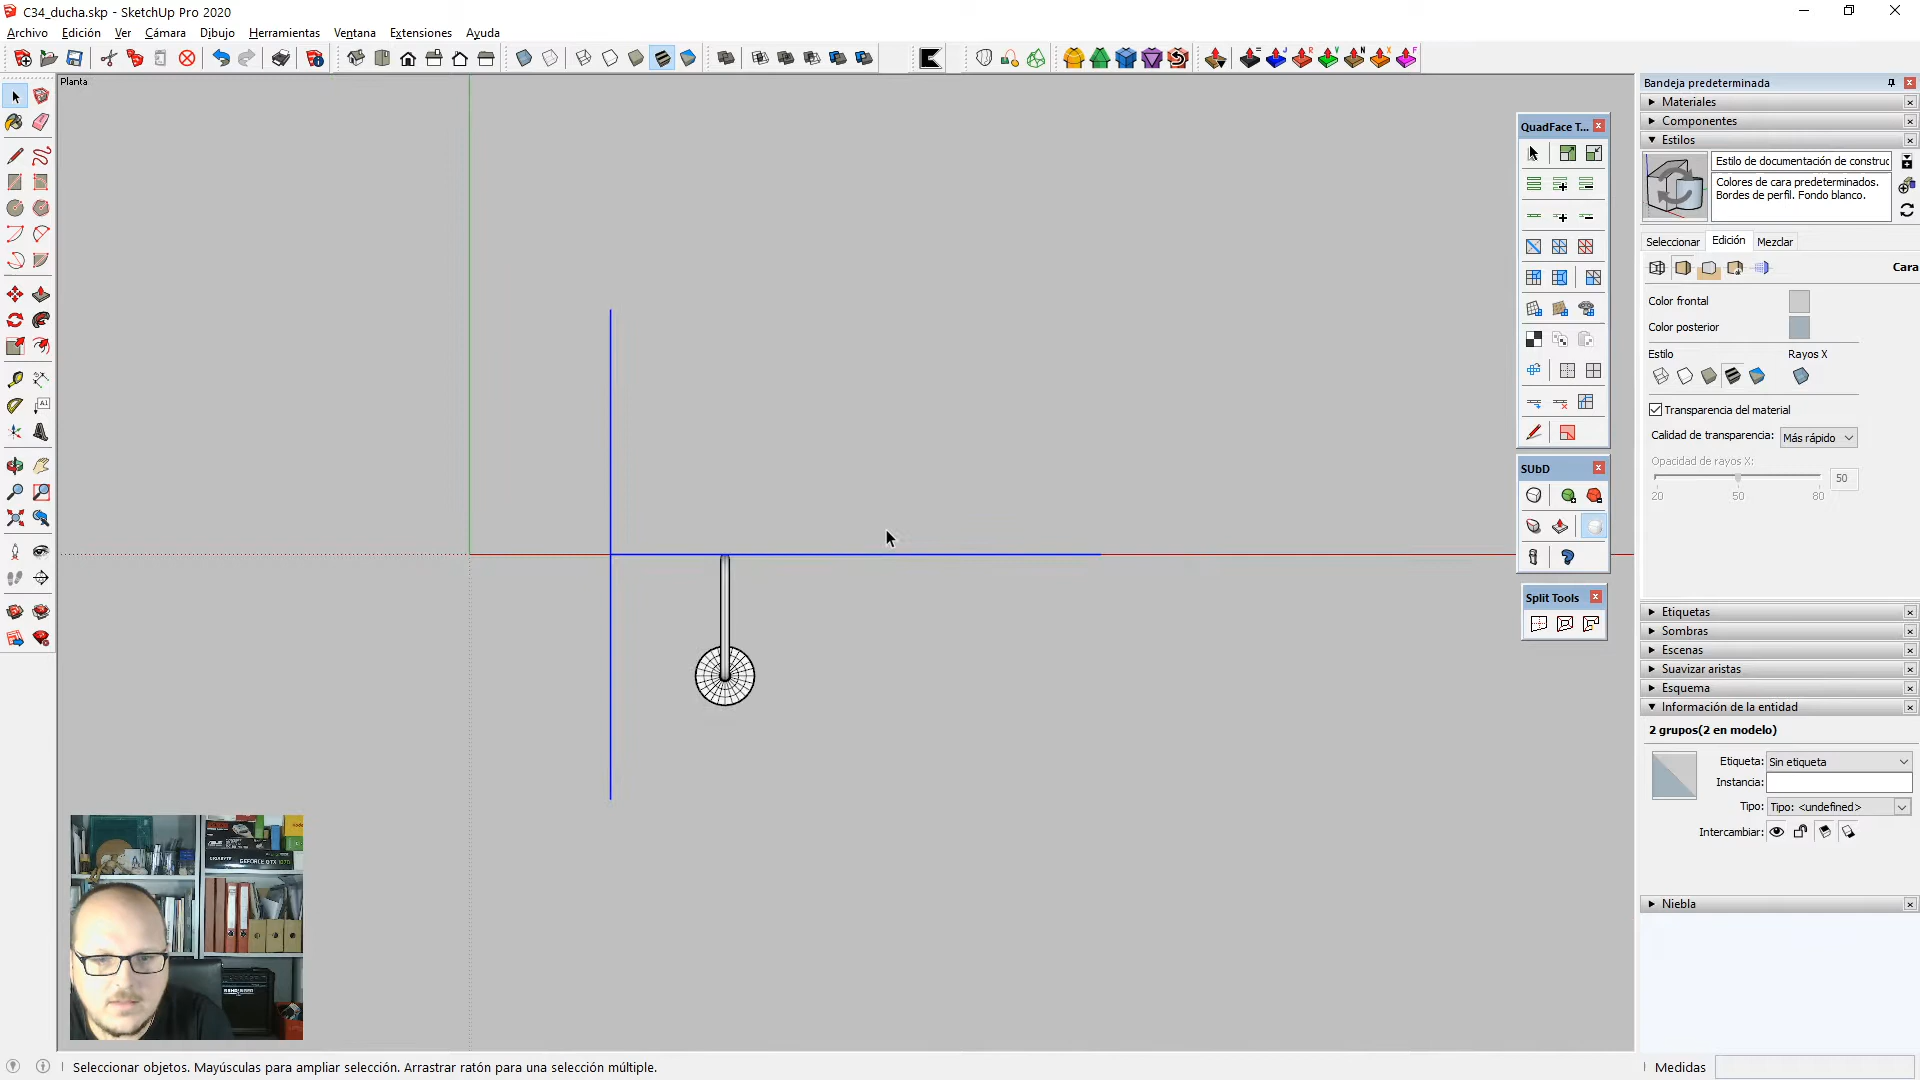 C34_ducha.skp - SketchUp Pro 2020
Archivo Edición Ver Cámara Dibujo Herramientas Ventana Extensiones Ayuda
Planta
Bandeja predeterminada
Materiales
Componentes
Estilos
Estilo de documentación de construc
Colores de cara predeterminados.
Bordes de perfil. Fondo blanco.
Seleccionar Edición Mezclar
Cara
Color frontal
Color posterior
Estilo Rayos X
Transparencia del material
Calidad de transparencia: Más rápido
Opacidad de rayos X:
50
20 50 80
QuadFace T...
SUbD
Split Tools
Etiquetas
Sombras
Escenas
Suavizar aristas
Esquema
Información de la entidad
2 grupos(2 en modelo)
Etiqueta: Sin etiqueta
Instancia:
Tipo: Tipo: <undefined>
Intercambiar:
Niebla
GIGABYTE GEFORCE GTX 1070
Seleccionar objetos. Mayúsculas para ampliar selección. Arrastrar ratón para una selección múltiple.
Medidas